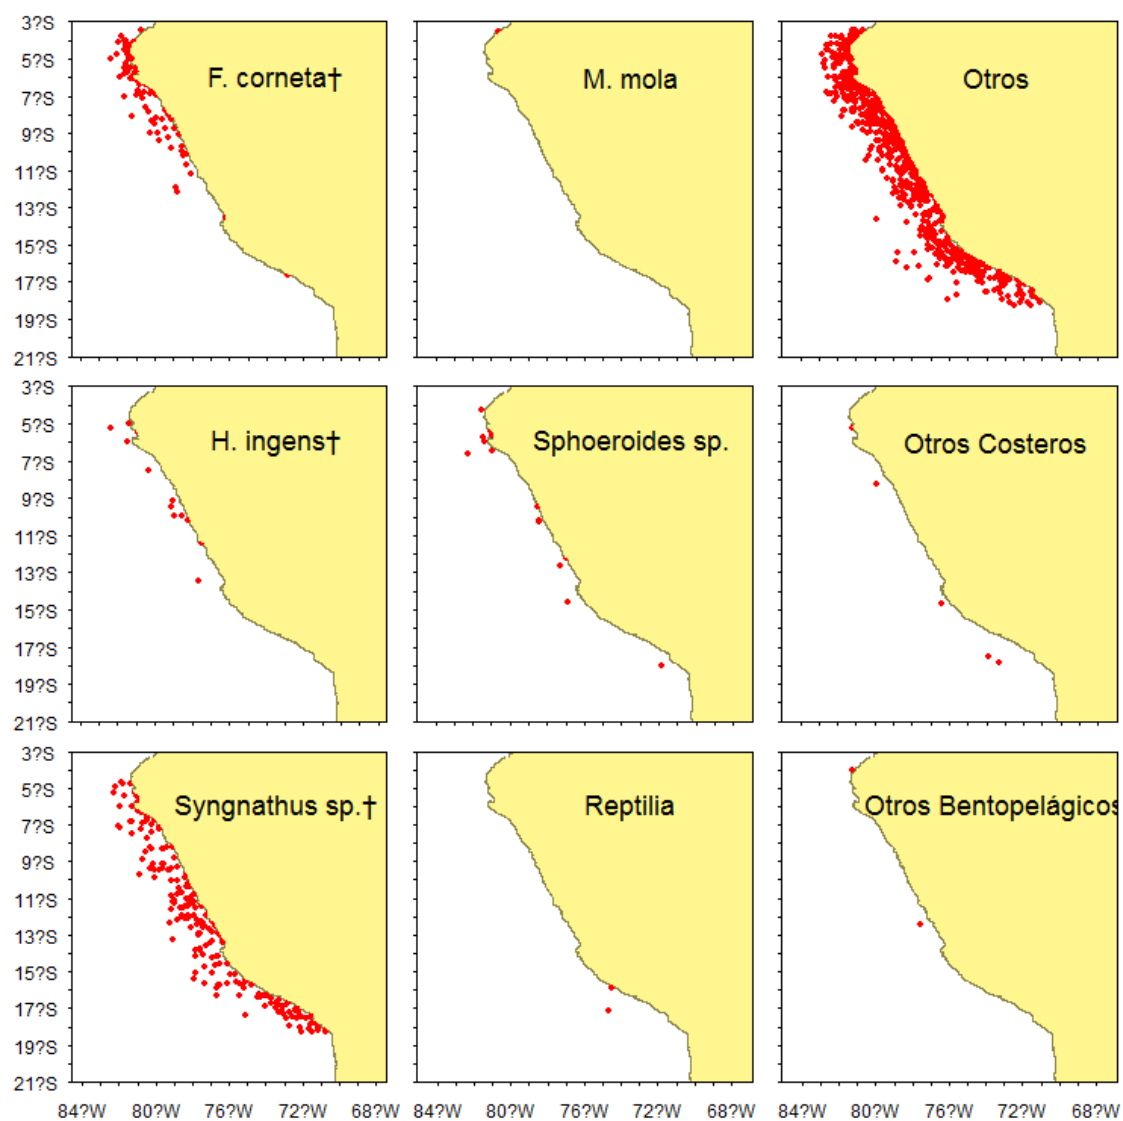 3?S
5?S
7?S
9?S
11?S
13?S
15?S
17?S
19?S
21?S
F. corneta†
M. mola
Otros
3?S
5?S
7?S
9?S
11?S
13?S
15?S
17?S
19?S
21?S
H. ingens†
Sphoeroides sp.
Otros Costeros
3?S
5?S
7?S
9?S
11?S
13?S
15?S
17?S
19?S
21?S
Syngnathus sp.†
Reptilia
Otros Bentopelágicos
84?W 80?W 76?W 72?W 68?W
84?W 80?W 76?W 72?W 68?W
84?W 80?W 76?W 72?W 68?W